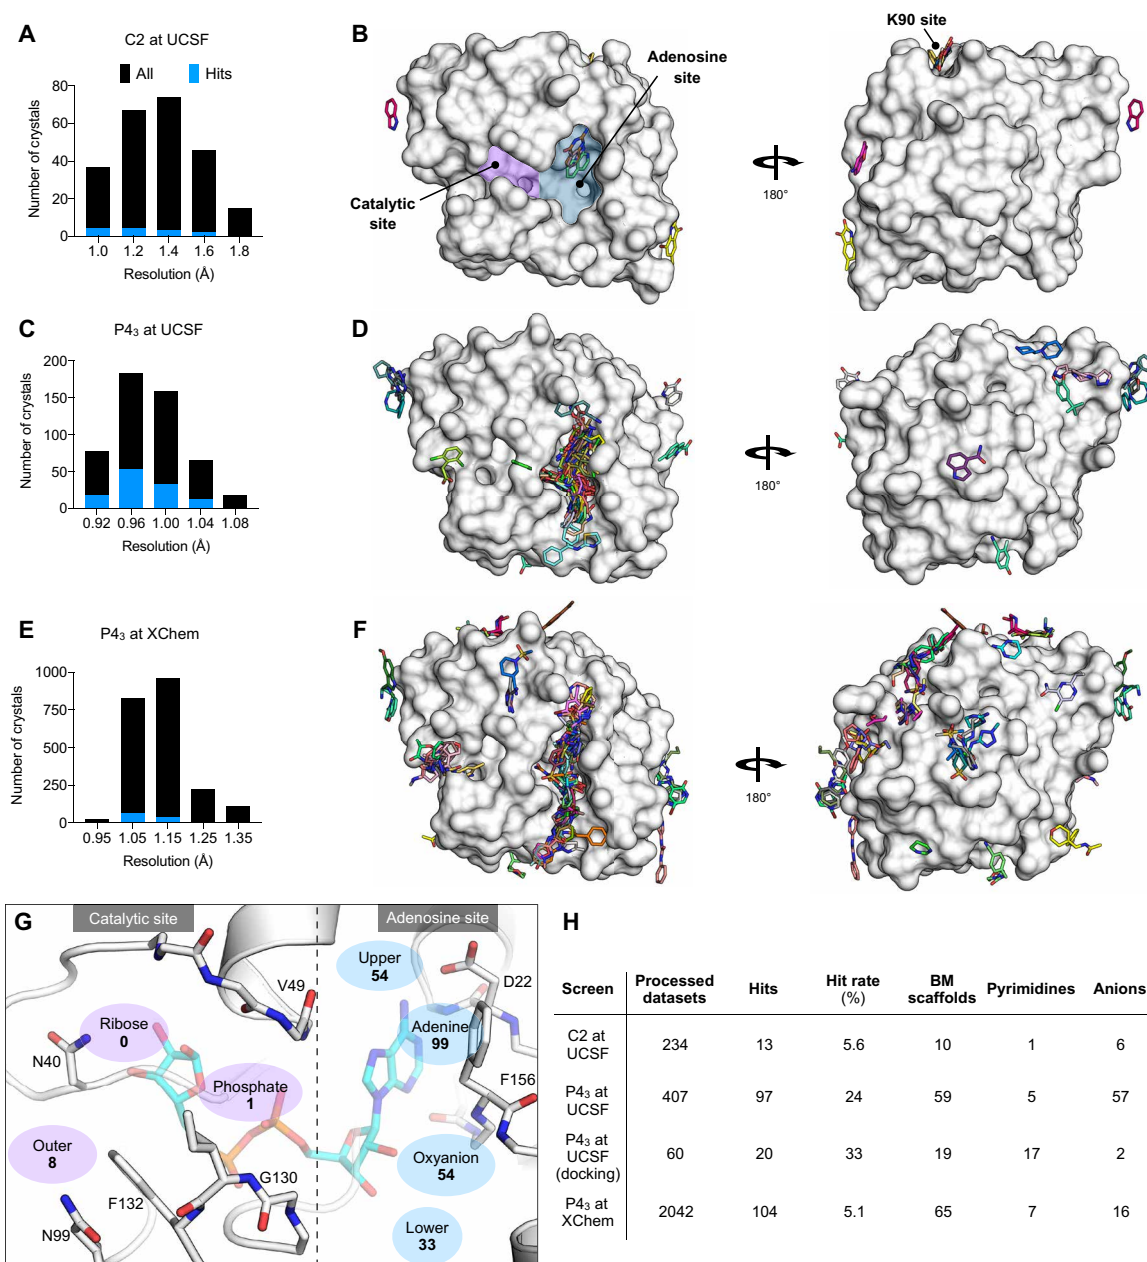 A
C2 at UCSF
All
Hits
Number of crystals
80
60
40
20
0
1.0 1.2 1.4 1.6 1.8
Resolution (Å)
B
Adenosine
site
Catalytic
site
180°
K90 site
C
P4₃ at UCSF
Number of crystals
200
150
100
50
0
0.92 0.96 1.00 1.04 1.08
Resolution (Å)
D
180°
E
P4₃ at XChem
Number of crystals
1000
750
500
250
0
0.95 1.05 1.15 1.25 1.35
Resolution (Å)
F
180°
G
Catalytic site
Adenosine site
Upper
54
D22
V49
Ribose
0
Adenine
99
N40
F156
Phosphate
1
Outer
8
Oxyanion
54
G130
F132
N99
Lower
33
H
Screen Processed datasets Hits Hit rate (%) BM scaffolds Pyrimidines Anions
C2 at UCSF 234 13 5.6 10 1 6
P4₃ at UCSF 407 97 24 59 5 57
P4₃ at UCSF (docking) 60 20 33 19 17 2
P4₃ at XChem 2042 104 5.1 65 7 16